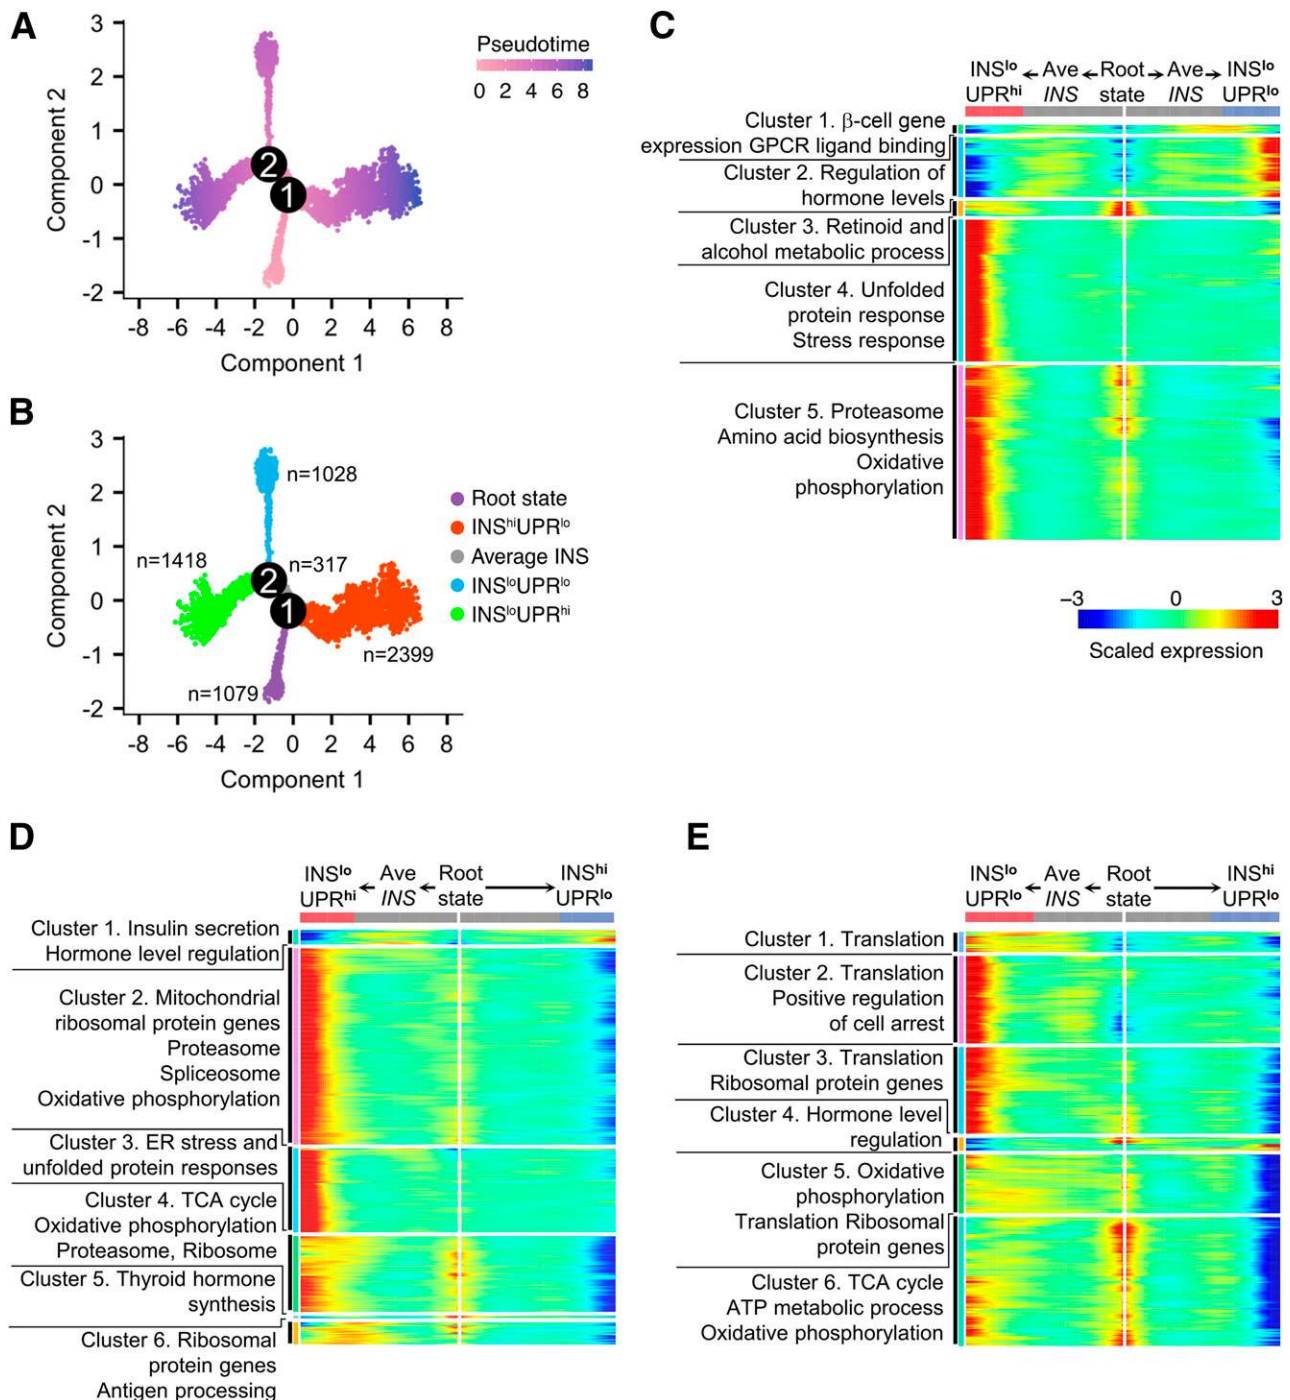 A
3
2
1
0
-1
-2
Component 2
-8 -6 -4 -2 0 2 4 6 8
Component 1
Pseudotime
0 2 4 6 8
2
1
B
3
2
1
0
-1
-2
Component 2
-8 -6 -4 -2 0 2 4 6 8
Component 1
n=1028
n=1418
n=317
n=2399
n=1079
2
1
Root state
INShiUPRlo
Average INS
INSloUPRlo
INSloUPRhi
C
INSlo ← Ave ← Root → Ave → INSlo
UPRhi INS state INS UPRlo
Cluster 1. β-cell gene
expression GPCR ligand binding
Cluster 2. Regulation of
hormone levels
Cluster 3. Retinoid and
alcohol metabolic process
Cluster 4. Unfolded
protein response
Stress response
Cluster 5. Proteasome
Amino acid biosynthesis
Oxidative
phosphorylation
−3 0 3
Scaled expression
D
INSlo ← Ave ← Root → INShi
UPRhi INS state UPRlo
Cluster 1. Insulin secretion
Hormone level regulation
Cluster 2. Mitochondrial
ribosomal protein genes
Proteasome
Spliceosome
Oxidative phosphorylation
Cluster 3. ER stress and
unfolded protein responses
Cluster 4. TCA cycle
Oxidative phosphorylation
Proteasome, Ribosome
Cluster 5. Thyroid hormone
synthesis
Cluster 6. Ribosomal
protein genes
Antigen processing
E
INSlo ← Ave ← Root → INShi
UPRlo INS state UPRlo
Cluster 1. Translation
Cluster 2. Translation
Positive regulation
of cell arrest
Cluster 3. Translation
Ribosomal protein genes
Cluster 4. Hormone level
regulation
Cluster 5. Oxidative
phosphorylation
Translation Ribosomal
protein genes
Cluster 6. TCA cycle
ATP metabolic process
Oxidative phosphorylation